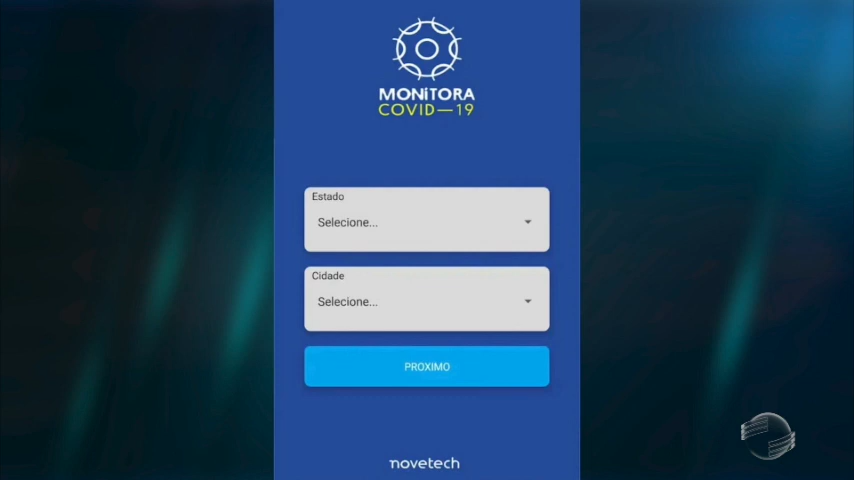 MONiTORA
COVID—19
Estado
Selecione...
Cidade
Selecione...
PROXIMO
novetech